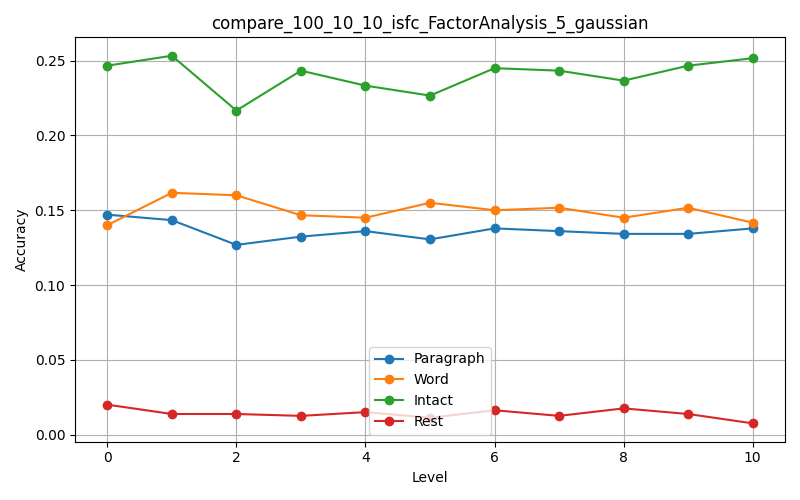 compare_100_10_10_isfc_FactorAnalysis_5_gaussian
0.25
0.20
0.15
0.10
0.05
0.00
Accuracy
Paragraph
Word
Intact
Rest
0 2 4 6 8 10
Level